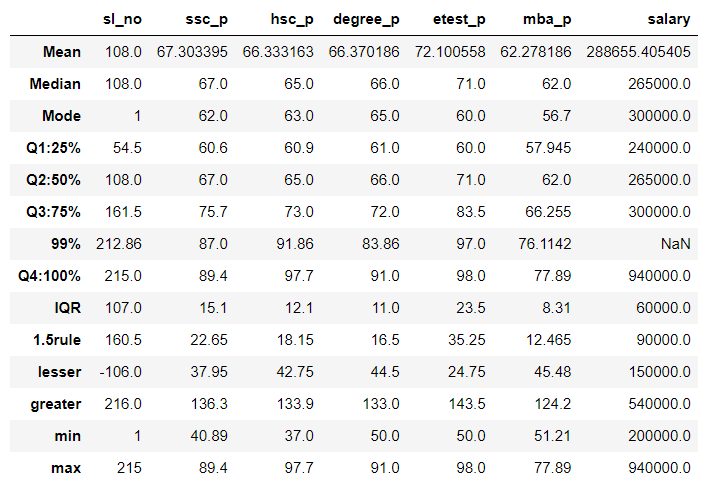 sl_no ssc_p hsc_p degree_p etest_p mba_p salary
Mean 108.0 67.303395 66.333163 66.370186 72.100558 62.278186 288655.405405
Median 108.0 67.0 65.0 66.0 71.0 62.0 265000.0
Mode 1 62.0 63.0 65.0 60.0 56.7 300000.0
Q1:25% 54.5 60.6 60.9 61.0 60.0 57.945 240000.0
Q2:50% 108.0 67.0 65.0 66.0 71.0 62.0 265000.0
Q3:75% 161.5 75.7 73.0 72.0 83.5 66.255 300000.0
99% 212.86 87.0 91.86 83.86 97.0 76.1142 NaN
Q4:100% 215.0 89.4 97.7 91.0 98.0 77.89 940000.0
IQR 107.0 15.1 12.1 11.0 23.5 8.31 60000.0
1.5rule 160.5 22.65 18.15 16.5 35.25 12.465 90000.0
lesser -106.0 37.95 42.75 44.5 24.75 45.48 150000.0
greater 216.0 136.3 133.9 133.0 143.5 124.2 540000.0
min 1 40.89 37.0 50.0 50.0 51.21 200000.0
max 215 89.4 97.7 91.0 98.0 77.89 940000.0